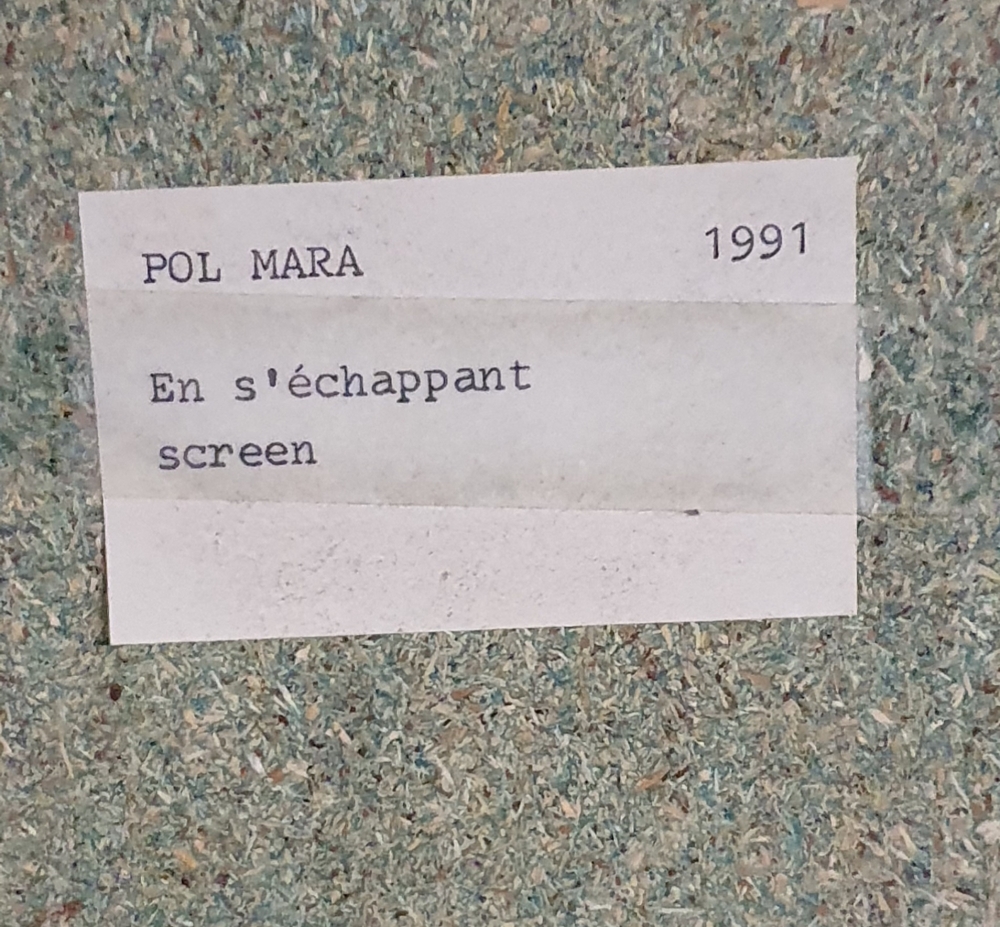 POL MARA 1991
En s'échappant
screen